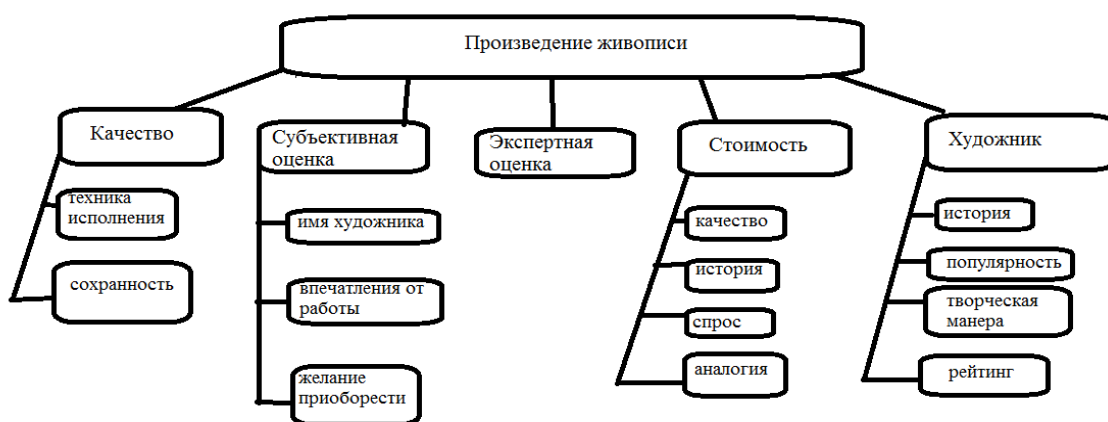 Произведение живописи
Качество
Субъективная
оценка
Экспертная
оценка
Стоимость
Художник
техника
исполнения
сохранность
имя художника
впечатления от
работы
желание
приоборести
качество
история
спрос
аналогия
история
популярность
творческая
манера
рейтинг